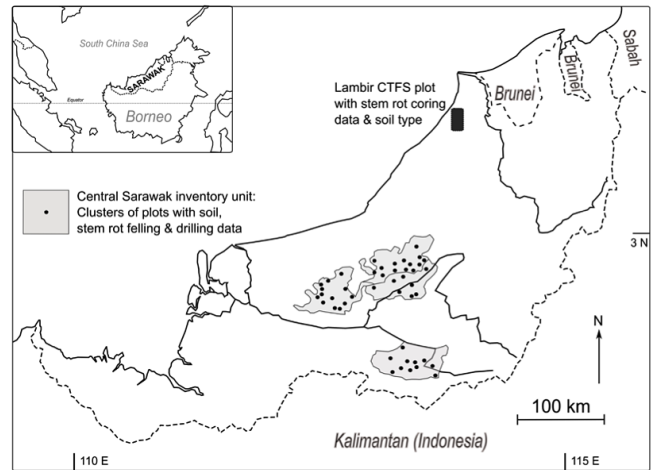 South China Sea
SARAWAK
Equator
Borneo
Lambir CTFS plot
with stem rot coring
data & soil type
Brunei
Brunei
Sabah
Central Sarawak inventory unit:
Clusters of plots with soil,
stem rot felling & drilling data
3 N
N
100 km
Kalimantan (Indonesia)
110 E
115 E